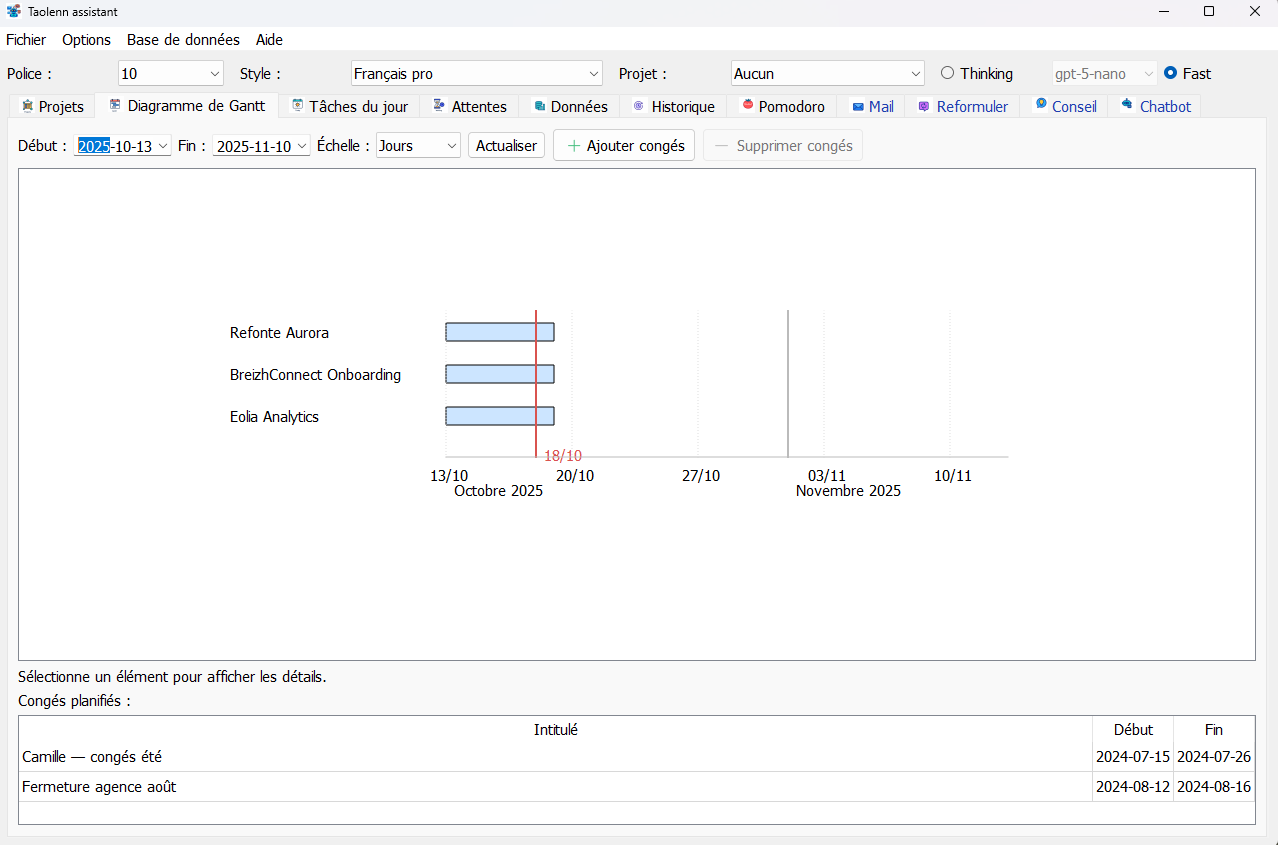 Taolenn assistant
Fichier Options Base de données Aide
Police : 10 Style : Français pro Projet : Aucun Thinking gpt-5-nano Fast
Projets Diagramme de Gantt Tâches du jour Attentes Données Historique Pomodoro Mail Reformuler Conseil Chatbot
Début : 2025-10-13 Fin : 2025-11-10 Échelle : Jours Actualiser Ajouter congés Supprimer congés
Refonte Aurora
BreizhConnect Onboarding
Eolia Analytics
18/10
13/10 20/10 27/10 03/11 10/11
Octobre 2025 Novembre 2025
Sélectionne un élément pour afficher les détails.
Congés planifiés :
Intitulé Début Fin
Camille — congés été 2024-07-15 2024-07-26
Fermeture agence août 2024-08-12 2024-08-16